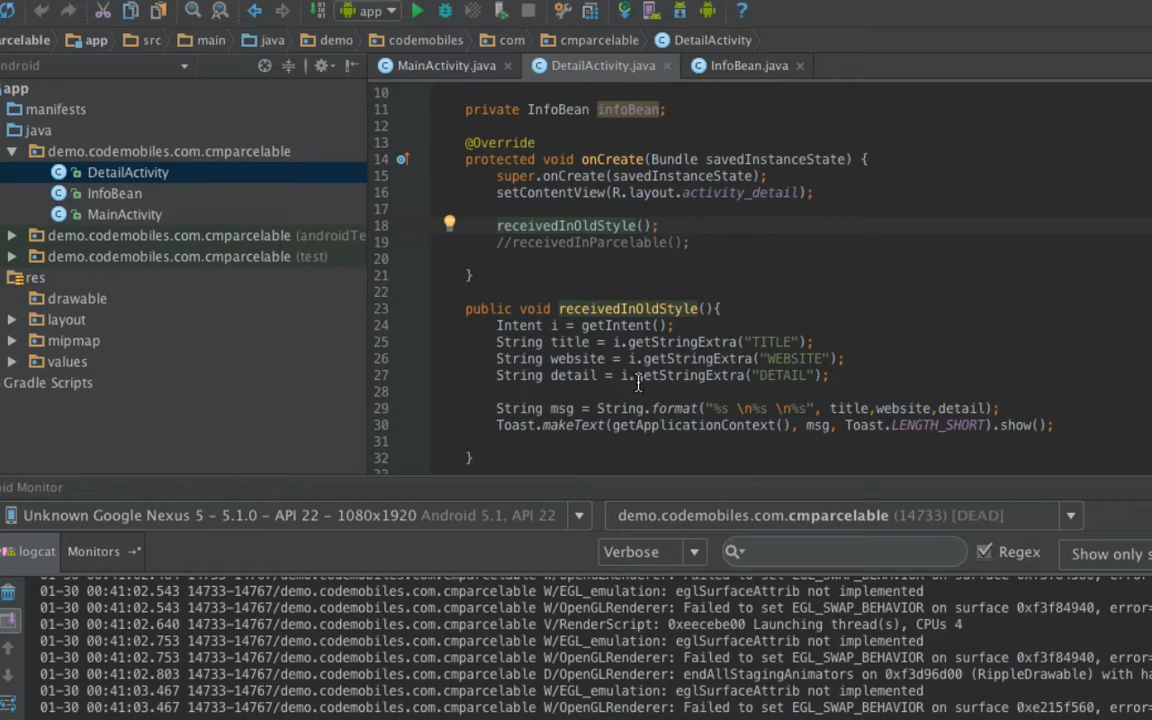 app
rcelable app src main java demo codemobiles com cmparcelable DetailActivity
ndroid
MainActivity.java DetailActivity.java InfoBean.java
app
manifests
java
demo.codemobiles.com.cmparcelable
DetailActivity
InfoBean
MainActivity
demo.codemobiles.com.cmparcelable (androidTe
demo.codemobiles.com.cmparcelable (test)
res
drawable
layout
mipmap
values
Gradle Scripts
10
11 private InfoBean infoBean;
12
13 @Override
14 protected void onCreate(Bundle savedInstanceState) {
15 super.onCreate(savedInstanceState);
16 setContentView(R.layout.activity_detail);
17
18 receivedInOldStyle();
19 //receivedInParcelable();
20
21 }
22
23 public void receivedInOldStyle(){
24 Intent i = getIntent();
25 String title = i.getStringExtra("TITLE");
26 String website = i.getStringExtra("WEBSITE");
27 String detail = i.getStringExtra("DETAIL");
28
29 String msg = String.format("%s \n%s \n%s", title,website,detail);
30 Toast.makeText(getApplicationContext(), msg, Toast.LENGTH_SHORT).show();
31
32 }
oid Monitor
Unknown Google Nexus 5 - 5.1.0 - API 22 - 1080x1920 Android 5.1, API 22 demo.codemobiles.com.cmparcelable (14733) [DEAD]
logcat Monitors Verbose Regex Show only s
01-30 00:41:02.543 14733-14767/demo.codemobiles.com.cmparcelable W/EGL_emulation: eglSurfaceAttrib not implemented
01-30 00:41:02.543 14733-14767/demo.codemobiles.com.cmparcelable W/OpenGLRenderer: Failed to set EGL_SWAP_BEHAVIOR on surface 0xf3f84940, error=
01-30 00:41:02.640 14733-14767/demo.codemobiles.com.cmparcelable V/RenderScript: 0xeecebe00 Launching thread(s), CPUs 4
01-30 00:41:02.753 14733-14767/demo.codemobiles.com.cmparcelable W/EGL_emulation: eglSurfaceAttrib not implemented
01-30 00:41:02.753 14733-14767/demo.codemobiles.com.cmparcelable W/OpenGLRenderer: Failed to set EGL_SWAP_BEHAVIOR on surface 0xf3f84940, error=
01-30 00:41:02.803 14733-14767/demo.codemobiles.com.cmparcelable D/OpenGLRenderer: endAllStagingAnimators on 0xf3d96d00 (RippleDrawable) with ha
01-30 00:41:03.467 14733-14767/demo.codemobiles.com.cmparcelable W/EGL_emulation: eglSurfaceAttrib not implemented
01-30 00:41:03.467 14733-14767/demo.codemobiles.com.cmparcelable W/OpenGLRenderer: Failed to set EGL_SWAP_BEHAVIOR on surface 0xe215f560, error=